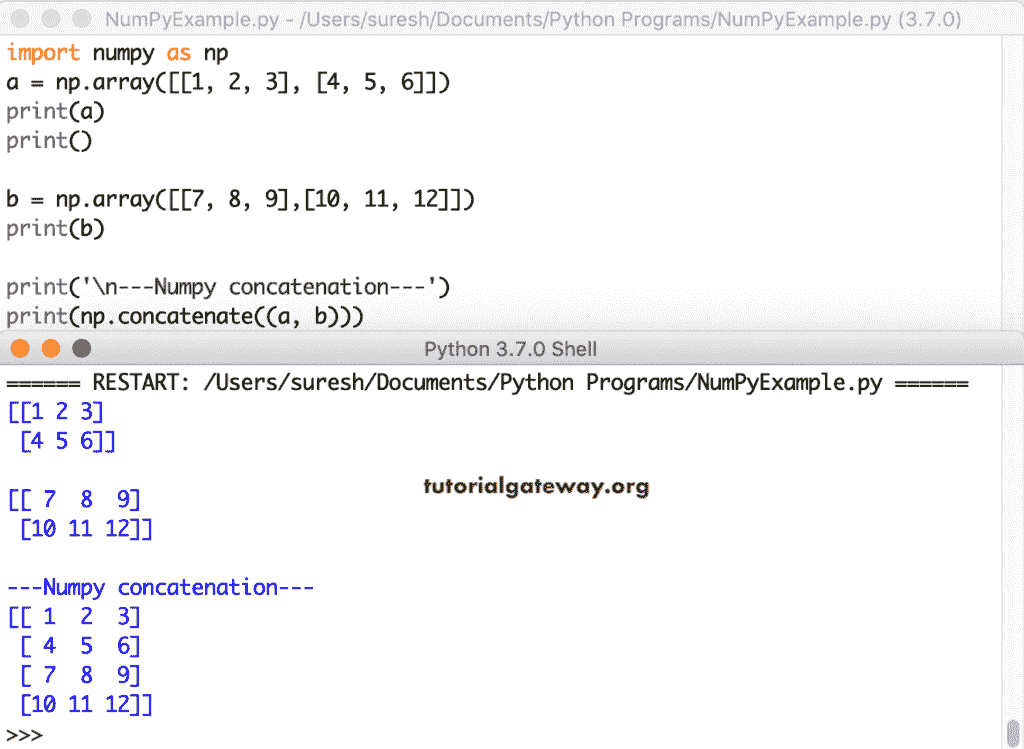 NumPyExample.py - /Users/suresh/Documents/Python Programs/NumPyExample.py (3.7.0)
import numpy as np
a = np.array([[1, 2, 3], [4, 5, 6]])
print(a)
print()
b = np.array([[7, 8, 9],[10, 11, 12]])
print(b)
print('\n---Numpy concatenation---')
print(np.concatenate((a, b)))
Python 3.7.0 Shell
====== RESTART: /Users/suresh/Documents/Python Programs/NumPyExample.py ======
[[1 2 3]
 [4 5 6]]
tutorialgateway.org
[[ 7  8  9]
 [10 11 12]]
---Numpy concatenation---
[[ 1  2  3]
 [ 4  5  6]
 [ 7  8  9]
 [10 11 12]]
>>>